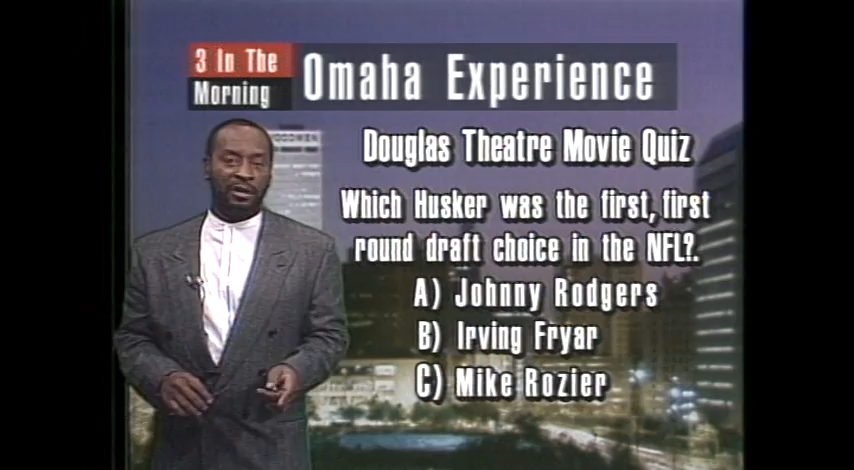 3 In The
Morning
Omaha Experience
WOODMEN
Douglas Theatre Movie Quiz
Which Husker was the first, first
round draft choice in the NFL?.
A) Johnny Rodgers
B) Irving Fryar
C) Mike Rozier